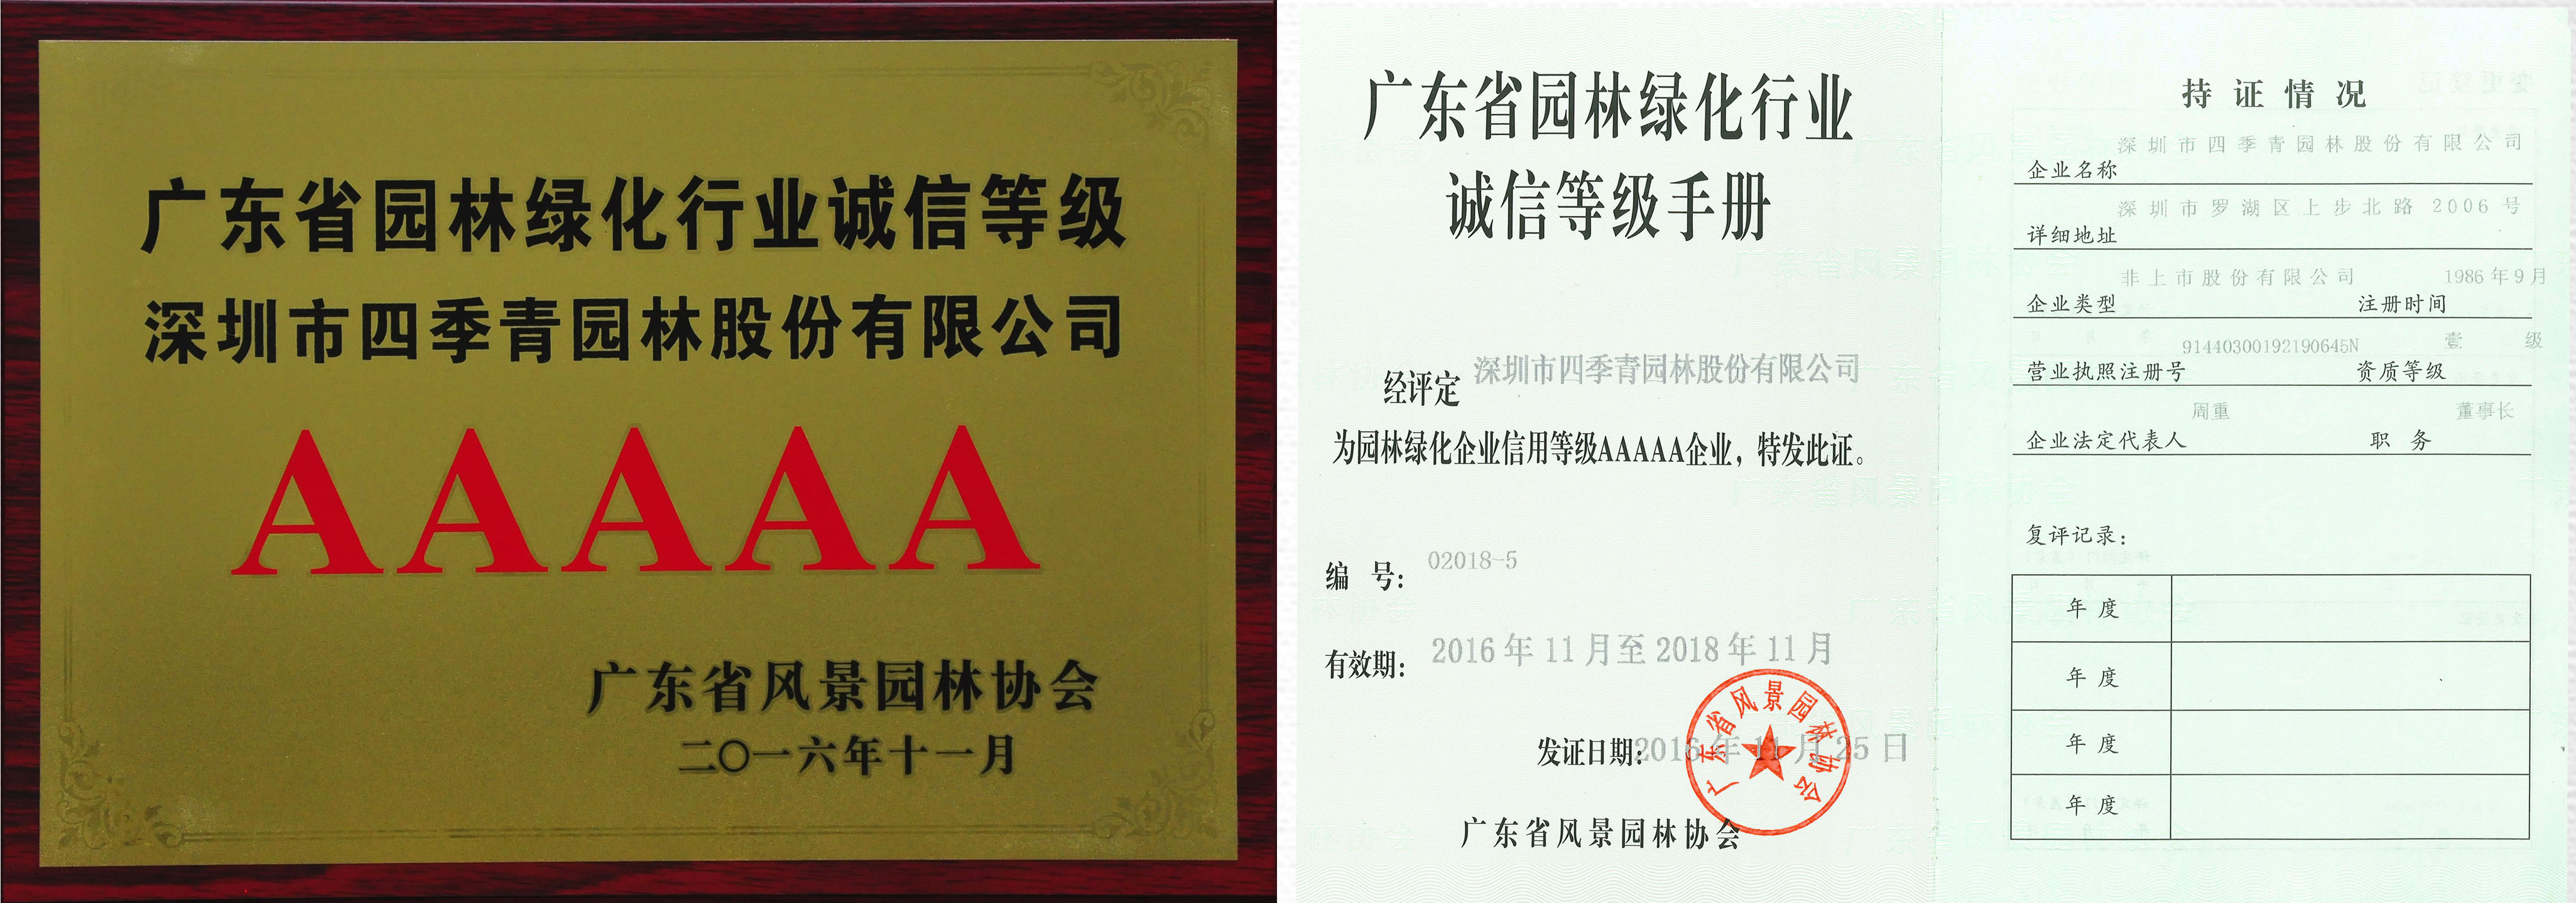 广东省园林绿化行业诚信等级
深圳市四季青园林股份有限公司
AAAAA
广东省风景园林协会
二〇一六年十一月
广东省园林绿化行业
诚信等级手册
经评定 深圳市四季青园林股份有限公司
为园林绿化企业信用等级AAAAA企业，特发此证。
编 号: 02018-5
有效期: 2016年11月至2018年11月
发证日期: 2016年11月25日
广东省风景园林协会
广东省风景园林协会
持证情况
企业名称 深圳市四季青园林股份有限公司
详细地址 深圳市罗湖区上步北路2006号
企业类型 非上市股份有限公司 注册时间 1986年9月
营业执照注册号 91440300192190645N 资质等级 壹 级
企业法定代表人 周重 职 务 董事长
复评记录:
年 度
年 度
年 度
年 度